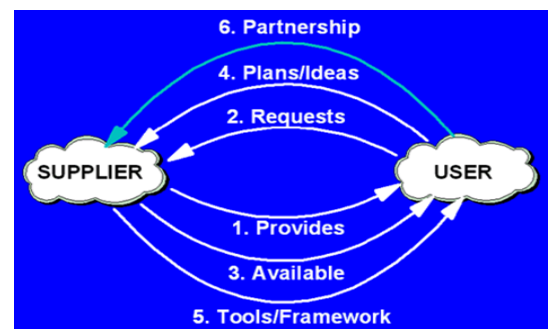 6. Partnership
4. Plans/Ideas
2. Requests
SUPPLIER
USER
1. Provides
3. Available
5. Tools/Framework